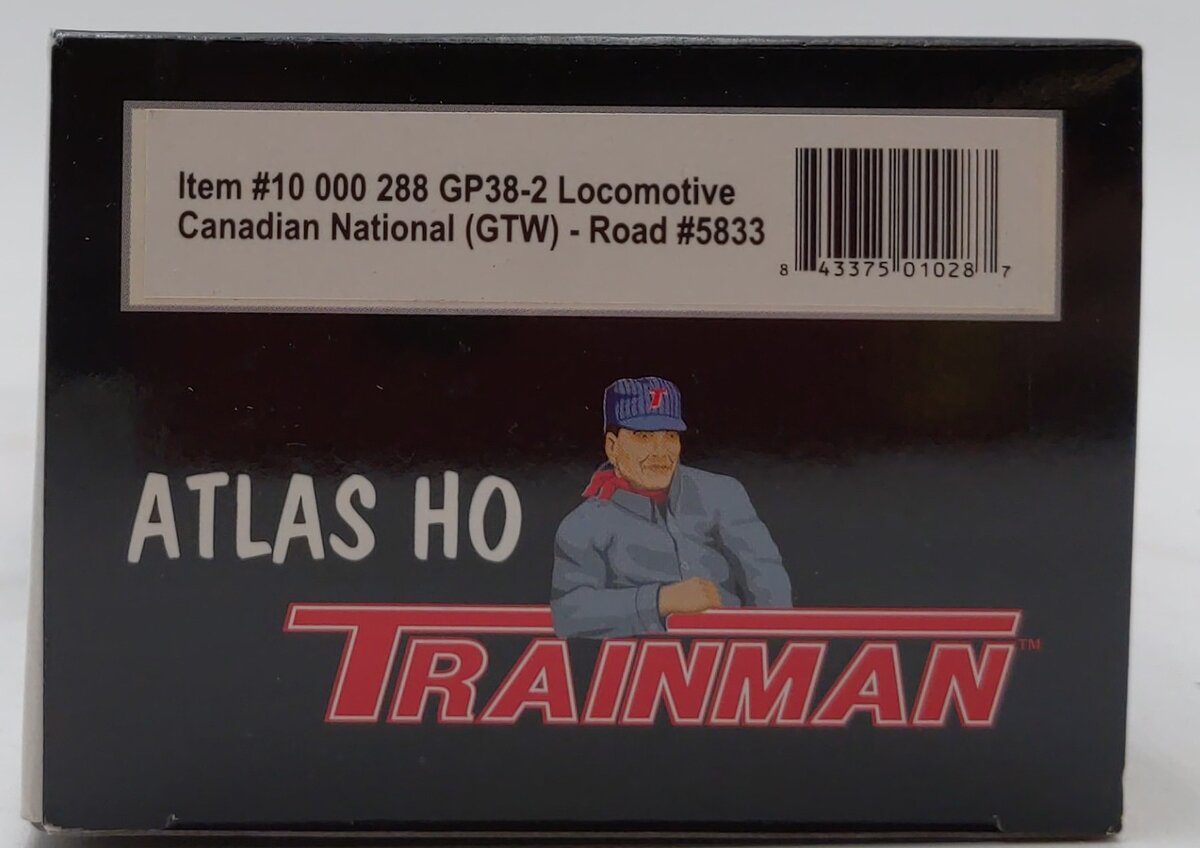 Item #10 000 288 GP38-2 Locomotive
Canadian National (GTW) - Road #5833
8 43375 01028 7
T
ATLAS HO
TRAINMAN™